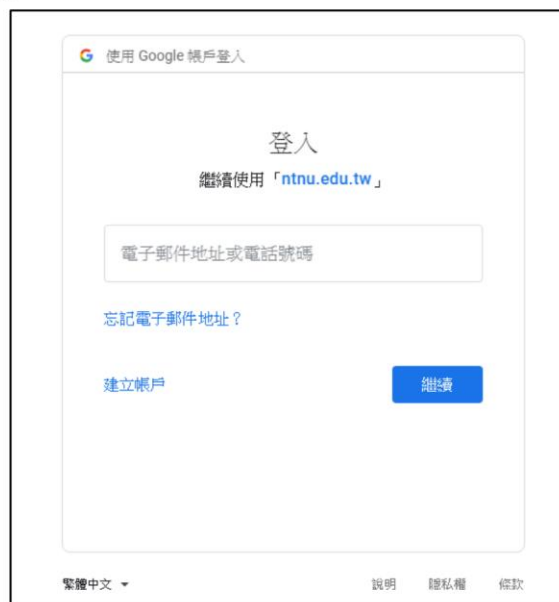 使用 Google 帳戶登入
登入
繼續使用「ntnu.edu.tw」
電子郵件地址或電話號碼
忘記電子郵件地址？
建立帳戶
繼續
繁體中文
說明 隱私權 條款